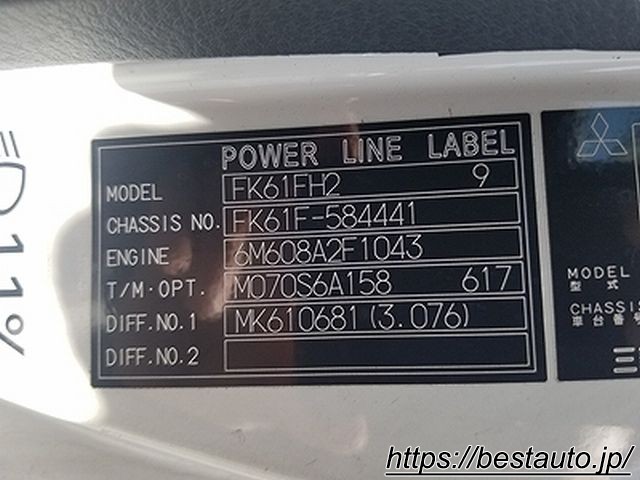 POWER LINE LABEL
MODEL FK61FH2 9
CHASSIS NO. FK61F-584441
ENGINE 6M608A2F1043
T/M·OPT. M070S6A158 617
DIFF.NO.1 MK610681(3.076)
DIFF.NO.2
D11%
MODEL
型式
CHASSIS
車台番号
https://bestauto.jp/